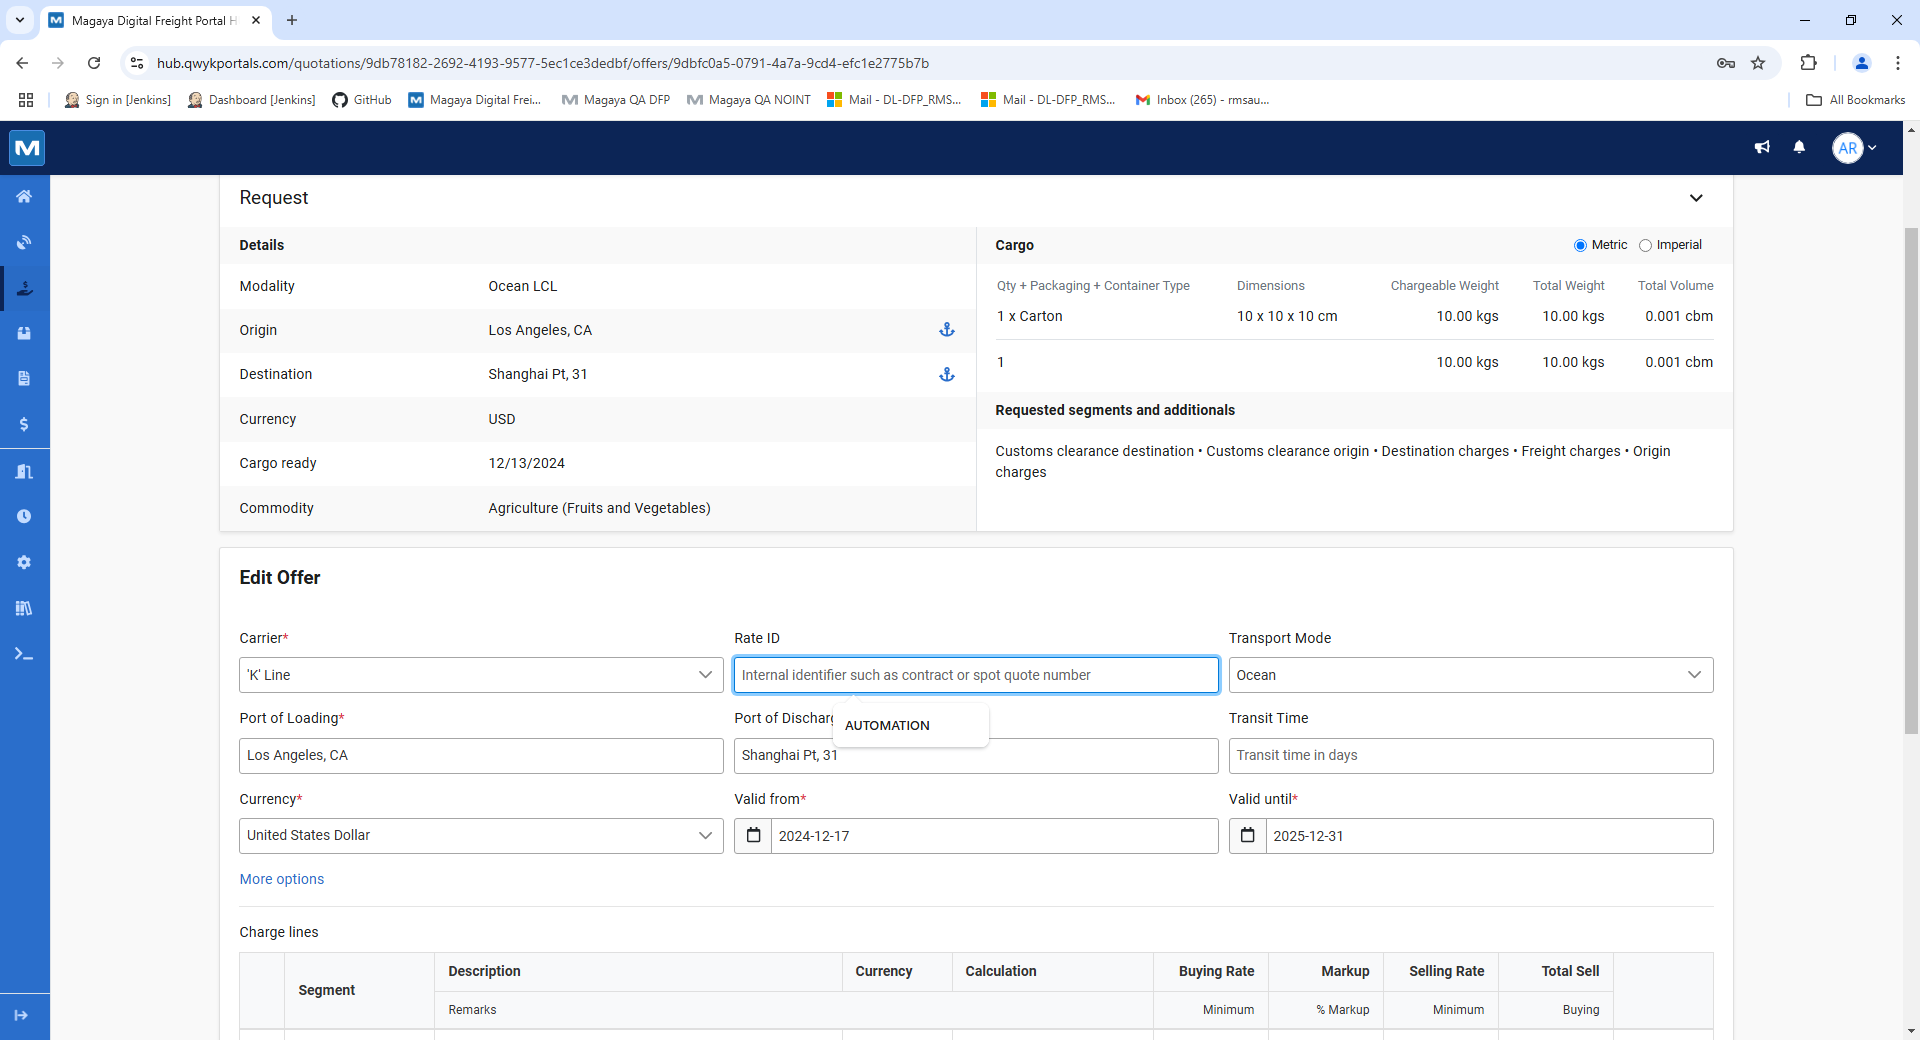 Magaya Digital Freight Portal H
hub.qwykportals.com/quotations/9db78182-2692-4193-9577-5ec1ce3dedbf/offers/9dbfc0a5-0791-4a7a-9cd4-efc1e2775b7b
Sign in [Jenkins] Dashboard [Jenkins] GitHub Magaya Digital Frei... Magaya QA DFP Magaya QA NOINT Mail - DL-DFP_RMS... Mail - DL-DFP_RMS... Inbox (265) - rmsau... All Bookmarks
AR
Request
Details
Modality Ocean LCL
Origin Los Angeles, CA
Destination Shanghai Pt, 31
Currency USD
Cargo ready 12/13/2024
Commodity Agriculture (Fruits and Vegetables)
Cargo Metric Imperial
Qty + Packaging + Container Type Dimensions Chargeable Weight Total Weight Total Volume
1 x Carton 10 x 10 x 10 cm 10.00 kgs 10.00 kgs 0.001 cbm
1 10.00 kgs 10.00 kgs 0.001 cbm
Requested segments and additionals
Customs clearance destination • Customs clearance origin • Destination charges • Freight charges • Origin
charges
Edit Offer
Carrier* Rate ID Transport Mode
'K' Line Internal identifier such as contract or spot quote number Ocean
Port of Loading* Port of Discharg Transit Time
AUTOMATION
Los Angeles, CA Shanghai Pt, 31 Transit time in days
Currency* Valid from* Valid until*
United States Dollar 2024-12-17 2025-12-31
More options
Charge lines
Segment Description Currency Calculation Buying Rate Markup Selling Rate Total Sell
Remarks Minimum % Markup Minimum Buying